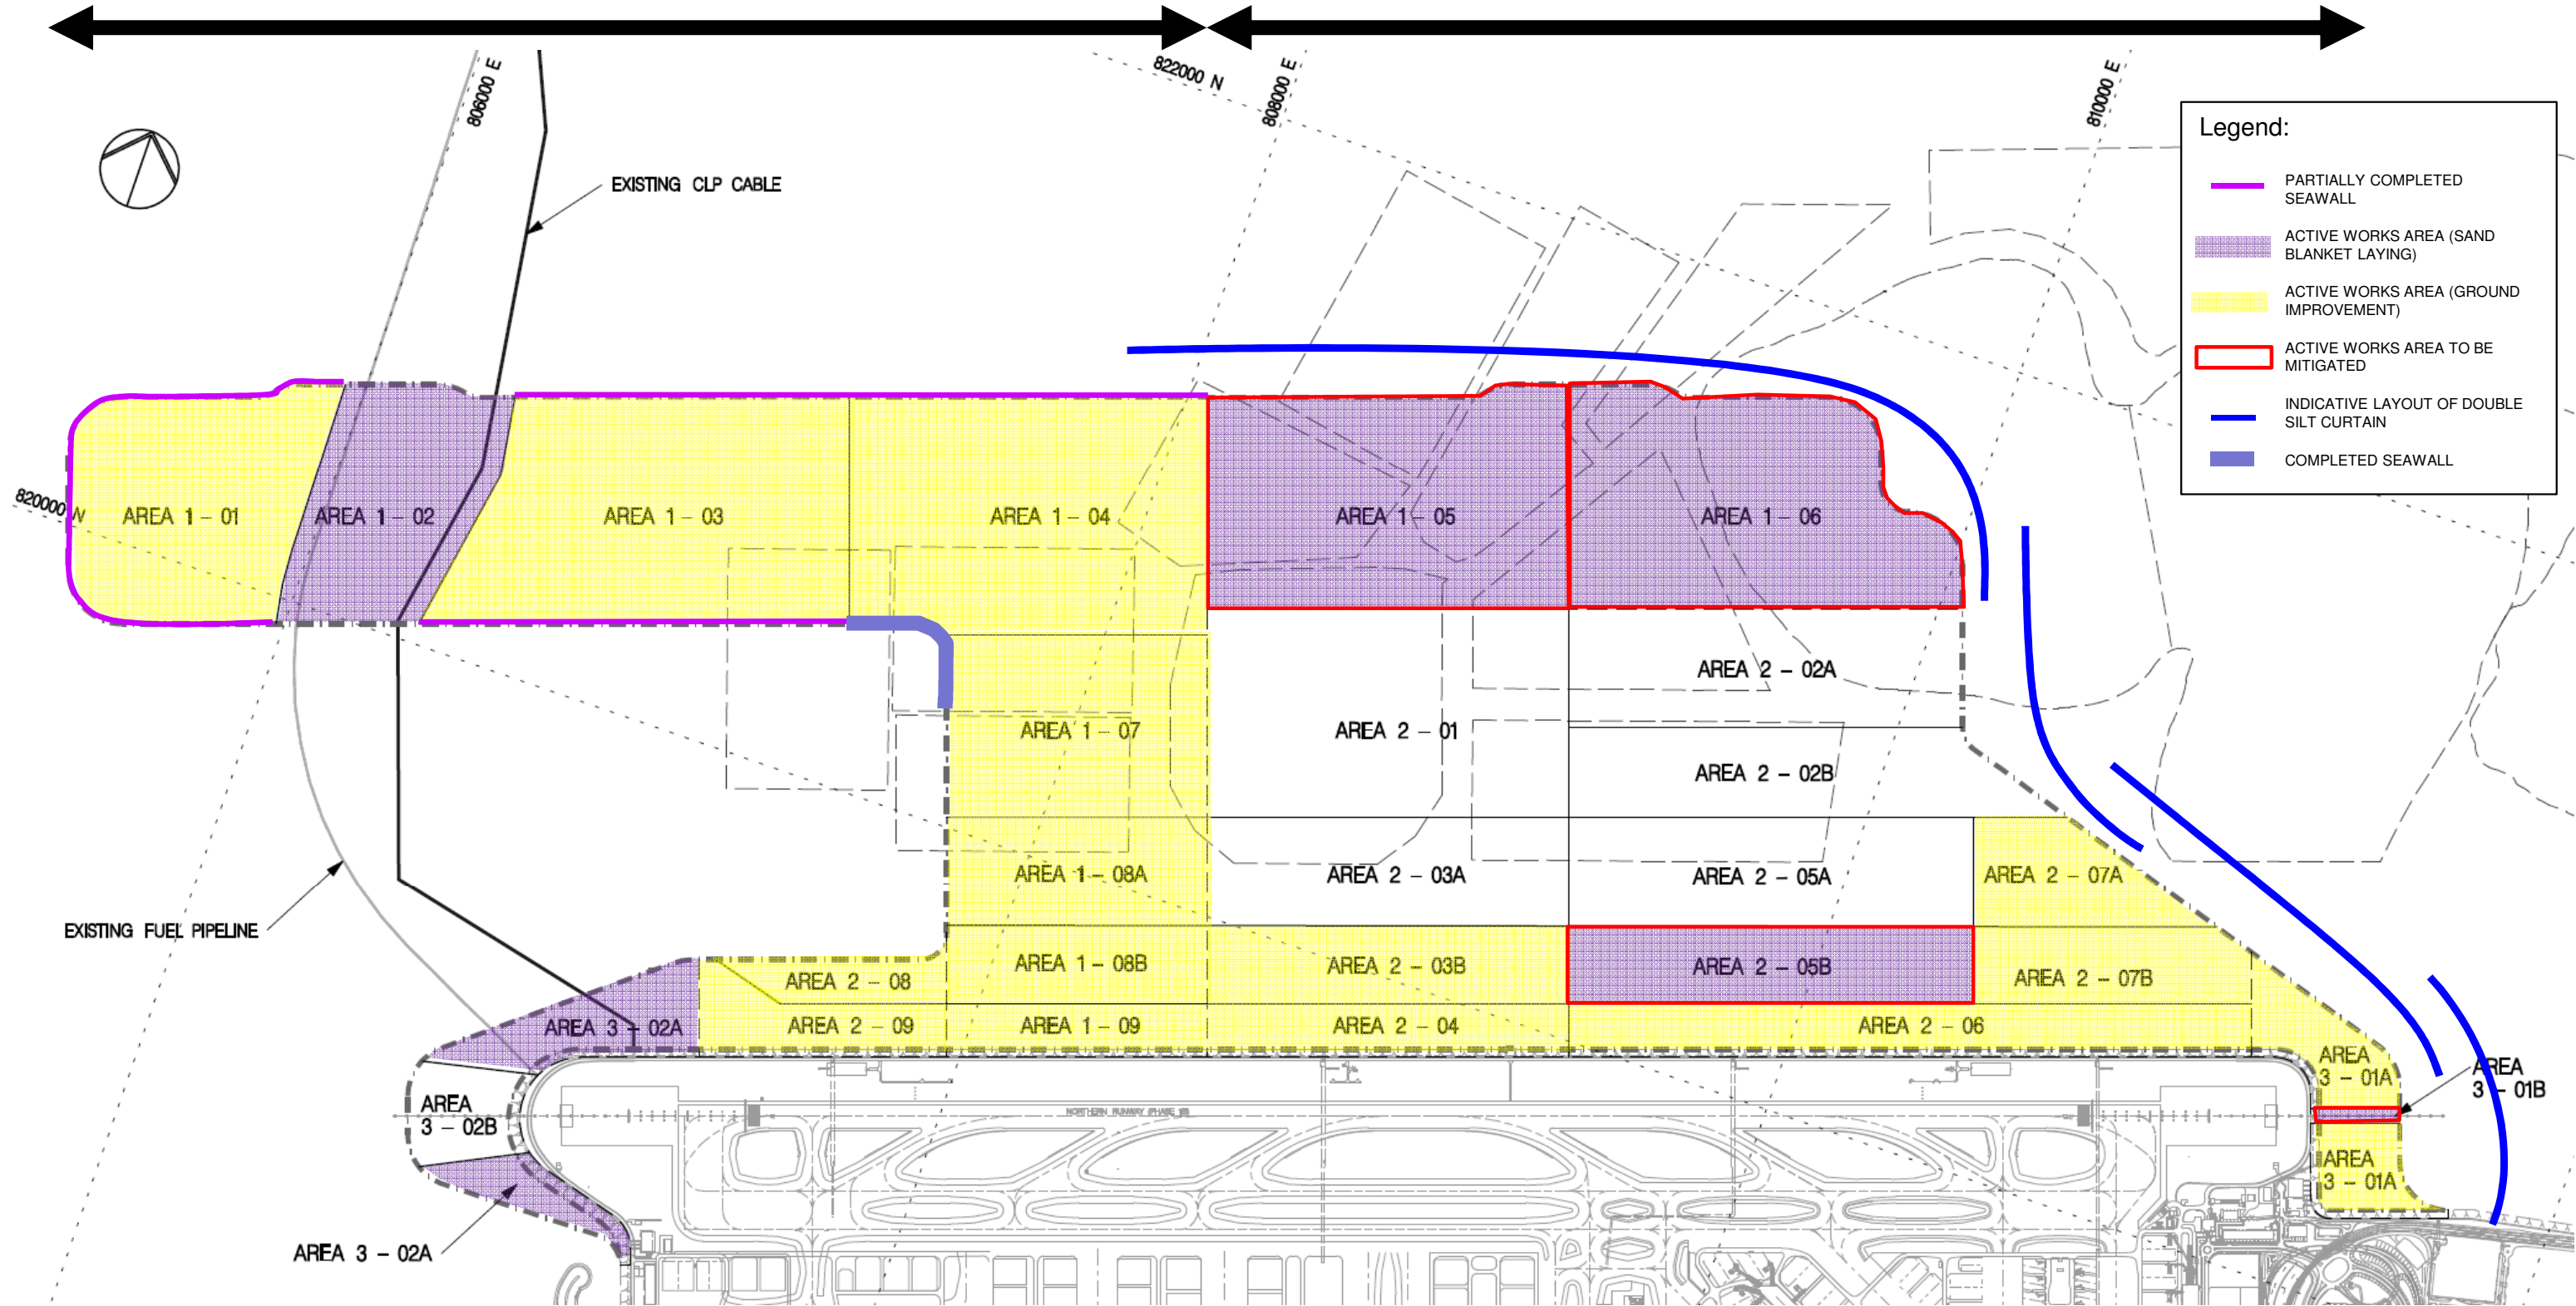 822000 N
806000 E
808000 E
810000 E
Legend:
PARTIALLY COMPLETED
SEAWALL
ACTIVE WORKS AREA (SAND
BLANKET LAYING)
ACTIVE WORKS AREA (GROUND
IMPROVEMENT)
ACTIVE WORKS AREA TO BE
MITIGATED
INDICATIVE LAYOUT OF DOUBLE
SILT CURTAIN
COMPLETED SEAWALL
EXISTING CLP CABLE
820000 N
AREA 1 - 01
AREA 1 - 02
AREA 1 - 03
AREA 1 - 04
AREA 1 - 05
AREA 1 - 06
AREA 2 - 02A
AREA 1 - 07
AREA 2 - 01
AREA 2 - 02B
AREA 1 - 08A
AREA 2 - 03A
AREA 2 - 05A
AREA 2 - 07A
EXISTING FUEL PIPELINE
AREA 2 - 08
AREA 1 - 08B
AREA 2 - 03B
AREA 2 - 05B
AREA 2 - 07B
AREA 3 - 02A
AREA 2 - 09
AREA 1 - 09
AREA 2 - 04
AREA 2 - 06
AREA
3 - 01A
AREA
3 - 01B
AREA
3 - 02B
NORTHERN RUNWAY (PHASE 1B)
AREA
3 - 01A
AREA 3 - 02A